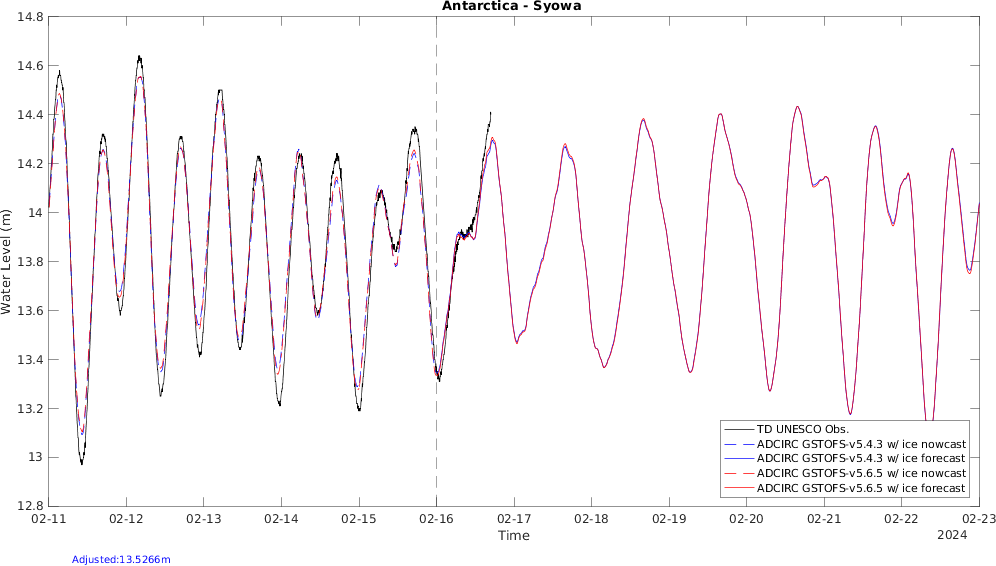 Antarctica - Syowa
14.8
14.6
14.4
14.2
14
13.8
13.6
13.4
13.2
13
12.8
Water Level (m)
02-11 02-12 02-13 02-14 02-15 02-16 02-17 02-18 02-19 02-20 02-21 02-22 02-23
Time
2024
TD UNESCO Obs.
ADCIRC GSTOFS-v5.4.3 w/ ice nowcast
ADCIRC GSTOFS-v5.4.3 w/ ice forecast
ADCIRC GSTOFS-v5.6.5 w/ ice nowcast
ADCIRC GSTOFS-v5.6.5 w/ ice forecast
Adjusted:13.5266m